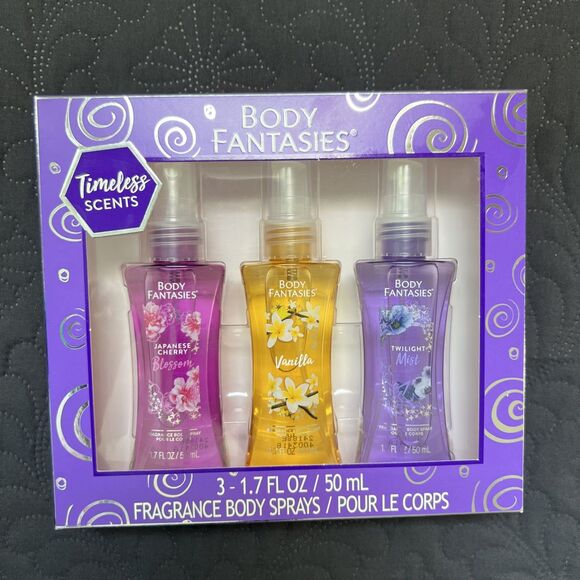 BODY
FANTASIES®
Timeless
SCENTS
BODY
FANTASIES®
JAPANESE
CHERRY
Blossom
BODY
FANTASIES®
Vanilla
BODY
FANTASIES®
TWILIGHT
Mist
3 - 1.7 FL OZ / 50 mL
FRAGRANCE BODY SPRAYS / POUR LE CORPS